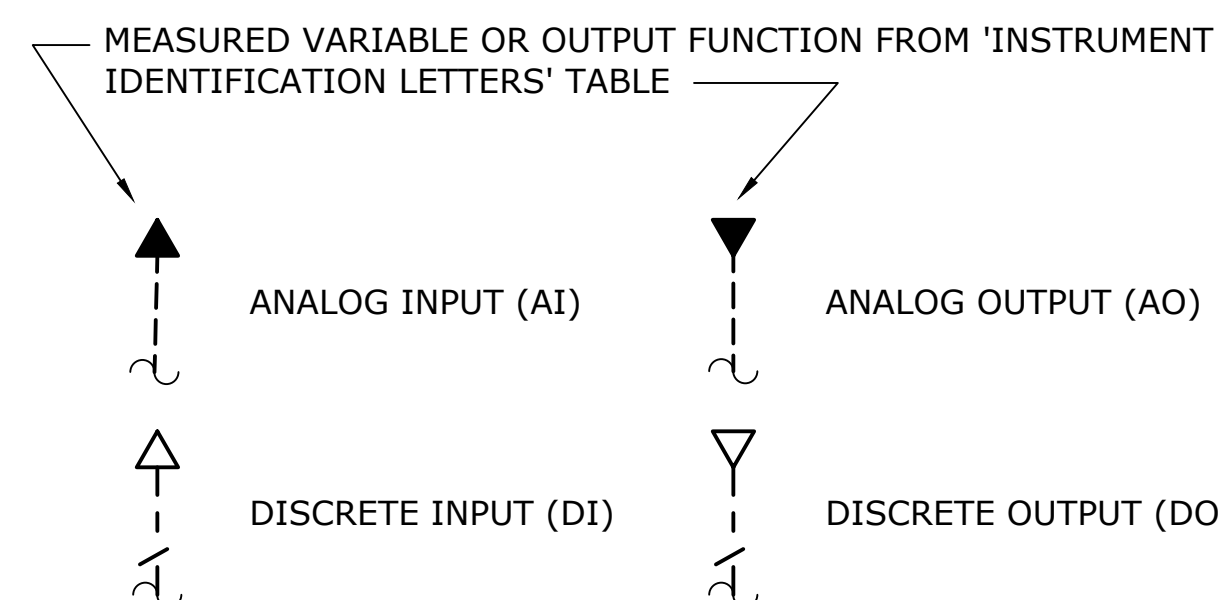 MEASURED VARIABLE OR OUTPUT FUNCTION FROM 'INSTRUMENT
IDENTIFICATION LETTERS' TABLE
ANALOG INPUT (AI)
ANALOG OUTPUT (AO)
DISCRETE INPUT (DI)
DISCRETE OUTPUT (DO